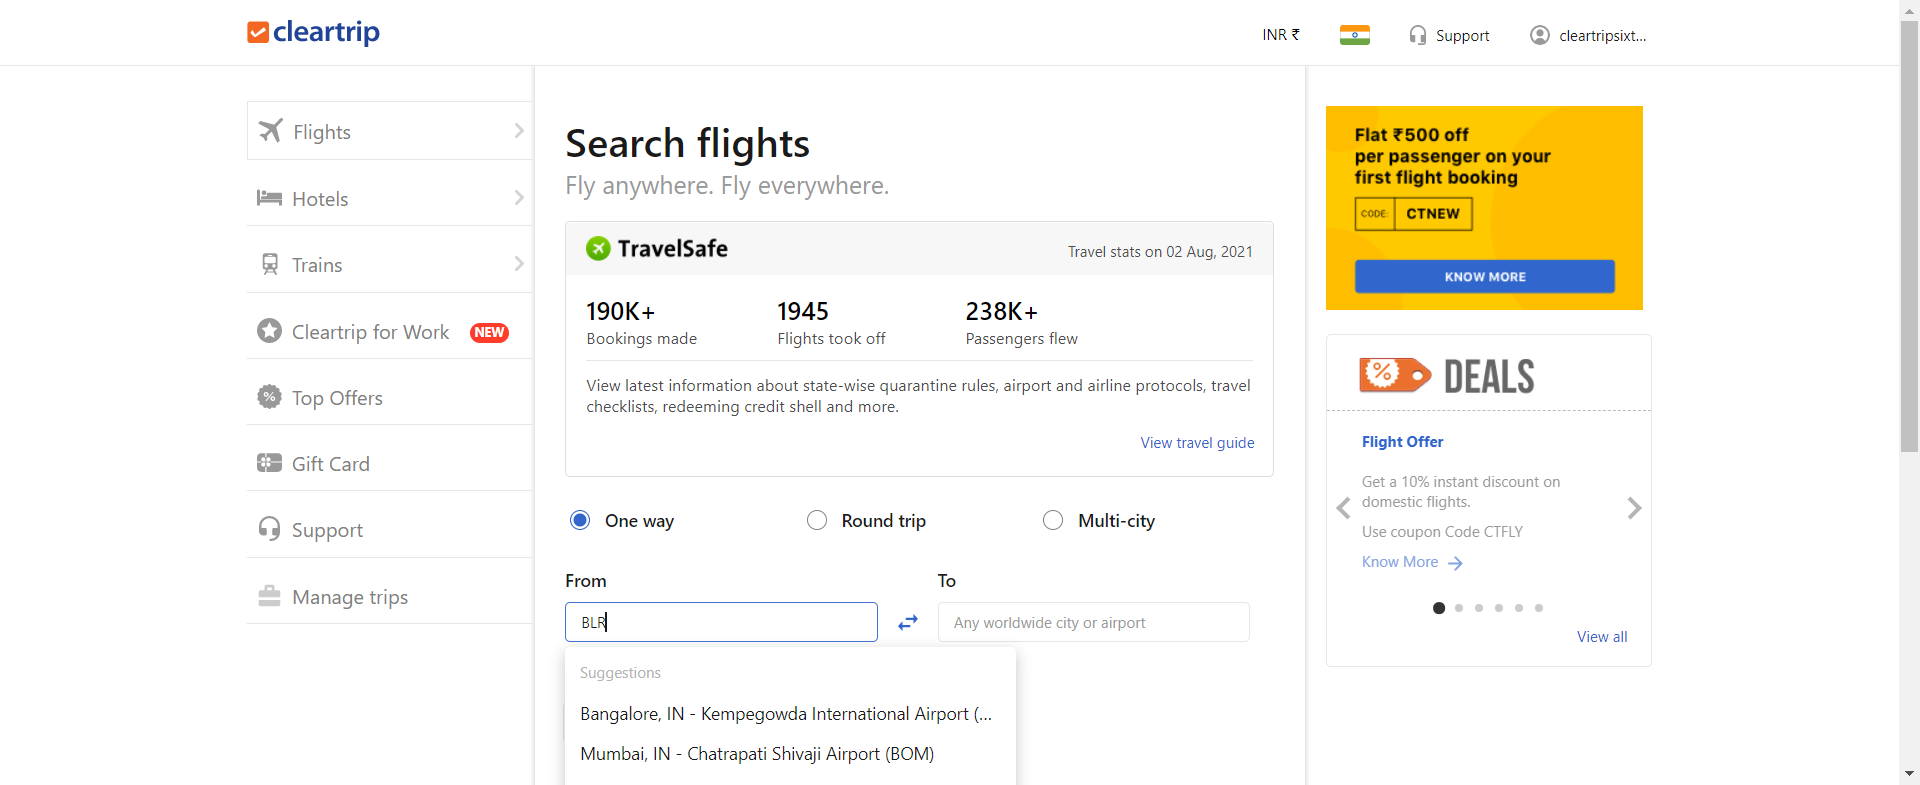 cleartrip
INR ₹
Support
cleartripsixt...
Flights
Hotels
Trains
Cleartrip for Work NEW
Top Offers
Gift Card
Support
Manage trips
Search flights
Fly anywhere. Fly everywhere.
TravelSafe
Travel stats on 02 Aug, 2021
190K+
Bookings made
1945
Flights took off
238K+
Passengers flew
View latest information about state-wise quarantine rules, airport and airline protocols, travel
checklists, redeeming credit shell and more.
View travel guide
One way
Round trip
Multi-city
From
BLR
To
Any worldwide city or airport
Suggestions
Bangalore, IN - Kempegowda International Airport (...
Mumbai, IN - Chatrapati Shivaji Airport (BOM)
Flat ₹500 off
per passenger on your
first flight booking
CODE: CTNEW
KNOW MORE
% DEALS
Flight Offer
Get a 10% instant discount on
domestic flights.
Use coupon Code CTFLY
Know More
View all